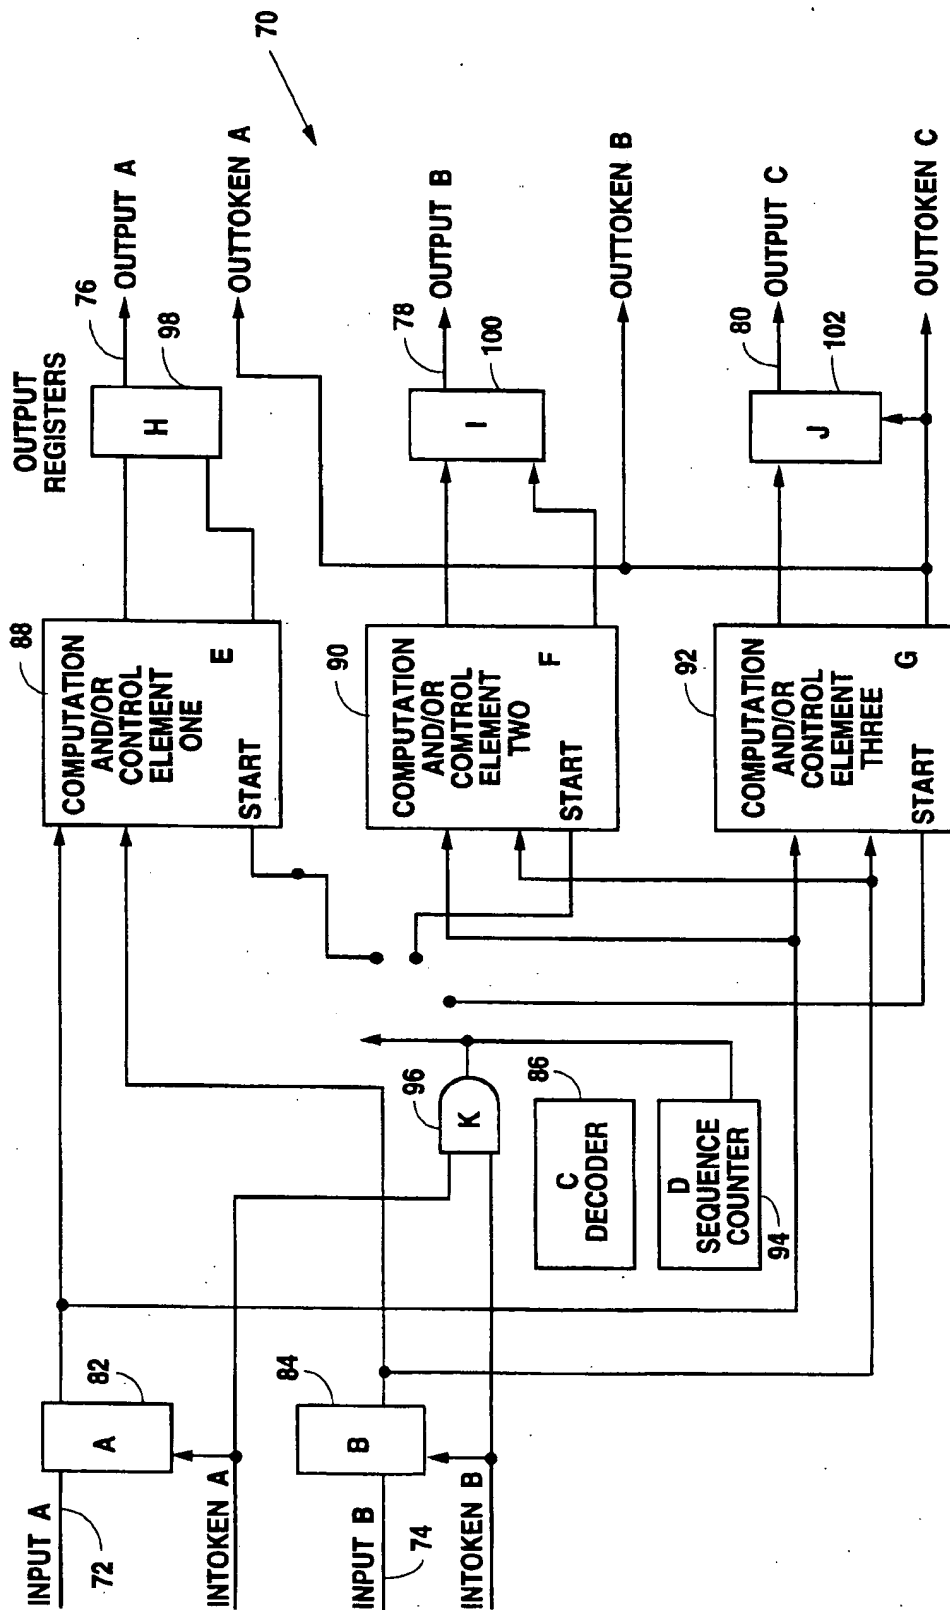 70
OUTPUT
REGISTERS
INPUT A
72
A
82
COMPUTATION
AND/OR
CONTROL
ELEMENT
ONE
START
E
88
H
76
98
OUTPUT A
INTOKEN A
OUTTOKEN A
INPUT B
74
B
84
COMPUTATION
AND/OR
COMTROL
ELEMENT
TWO
START
F
90
I
78
100
OUTPUT B
INTOKEN B
K
96
OUTTOKEN B
C
DECODER
86
D
SEQUENCE
COUNTER
94
COMPUTATION
AND/OR
CONTROL
ELEMENT
THREE
START
G
92
J
80
102
OUTPUT C
OUTTOKEN C